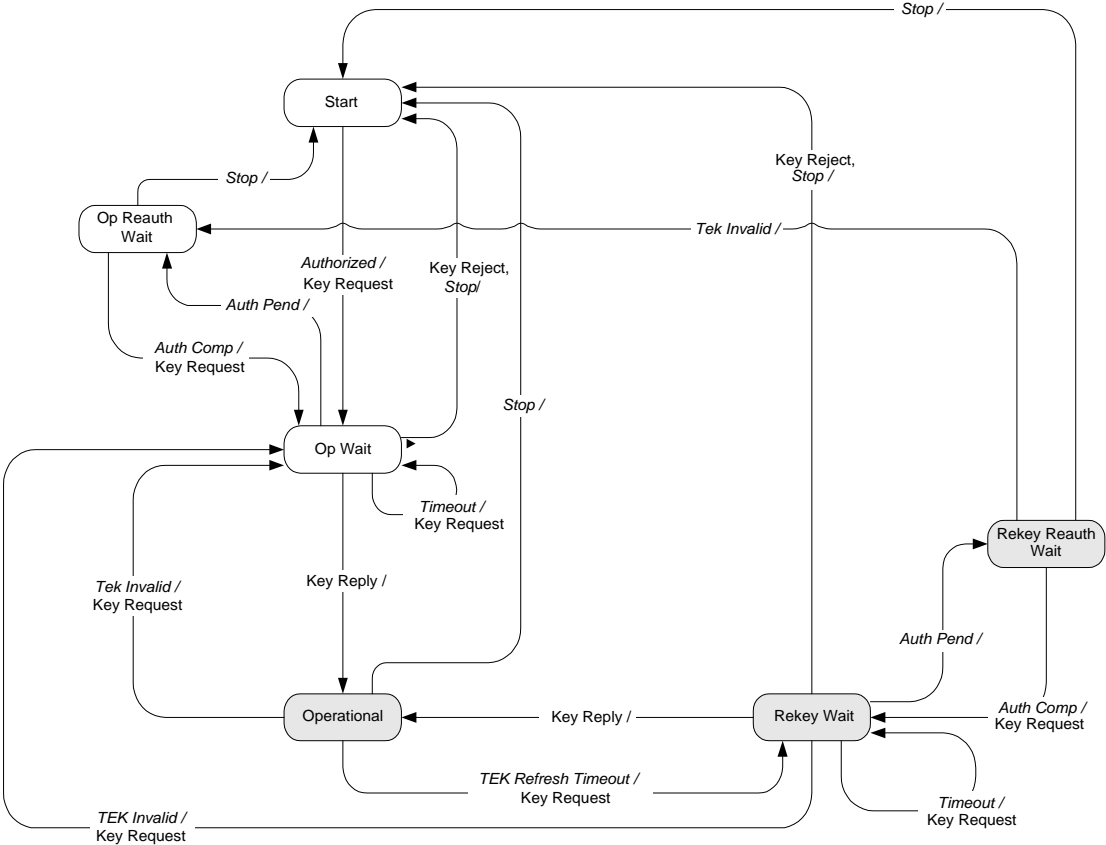 Stop /
Start
Key Reject,
Stop /
Stop /
Op Reauth
Wait
Tek Invalid /
Authorized /
Key Request
Key Reject,
Stop/
Auth Pend /
Auth Comp /
Key Request
Stop /
Op Wait
Timeout /
Key Request
Rekey Reauth
Wait
Tek Invalid /
Key Request
Key Reply /
Auth Pend /
Operational
Key Reply /
Rekey Wait
Auth Comp /
Key Request
TEK Refresh Timeout /
Key Request
Timeout /
Key Request
TEK Invalid /
Key Request